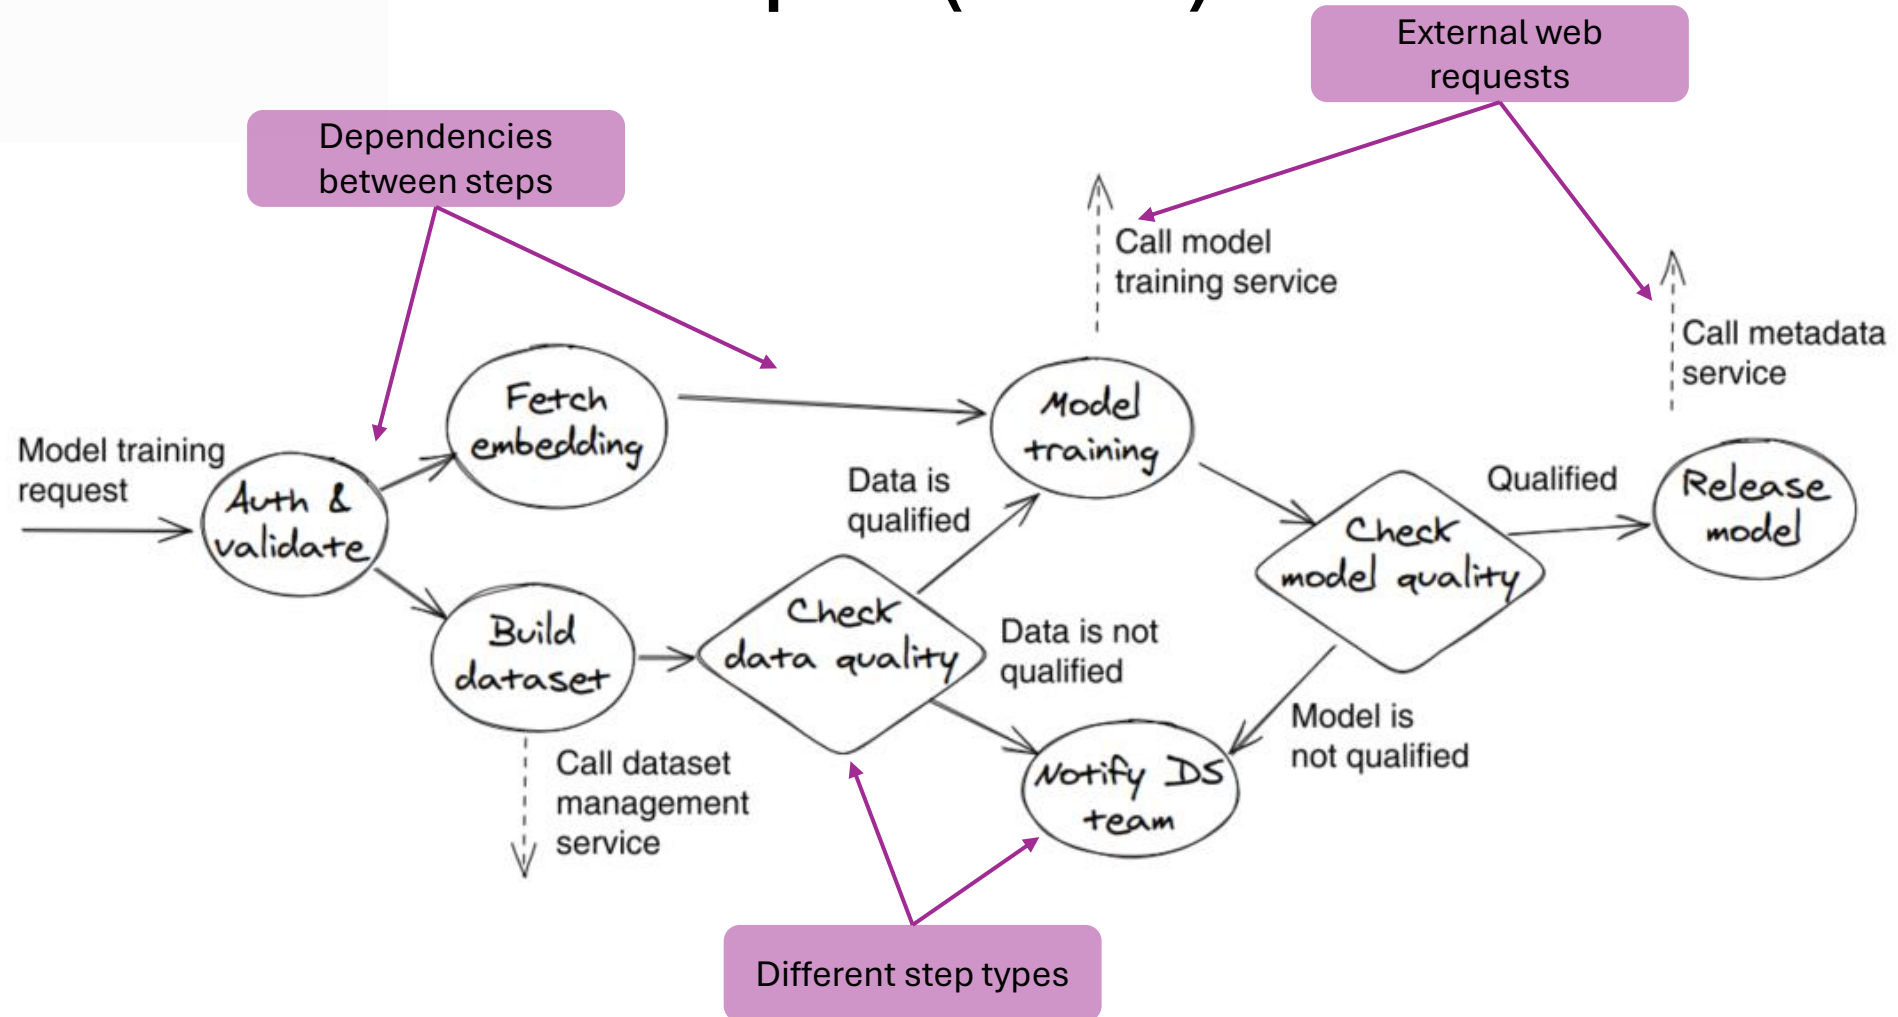 External web
requests
Dependencies
between steps
Call model
training service
Call metadata
service
Fetch
embedding
Model
training
Model training
request
Auth &
validate
Data is
qualified
Qualified
Release
model
Check
model quality
Build
dataset
Check
data quality
Data is not
qualified
Model is
not qualified
Notify DS
team
Call dataset
management
service
Different step types